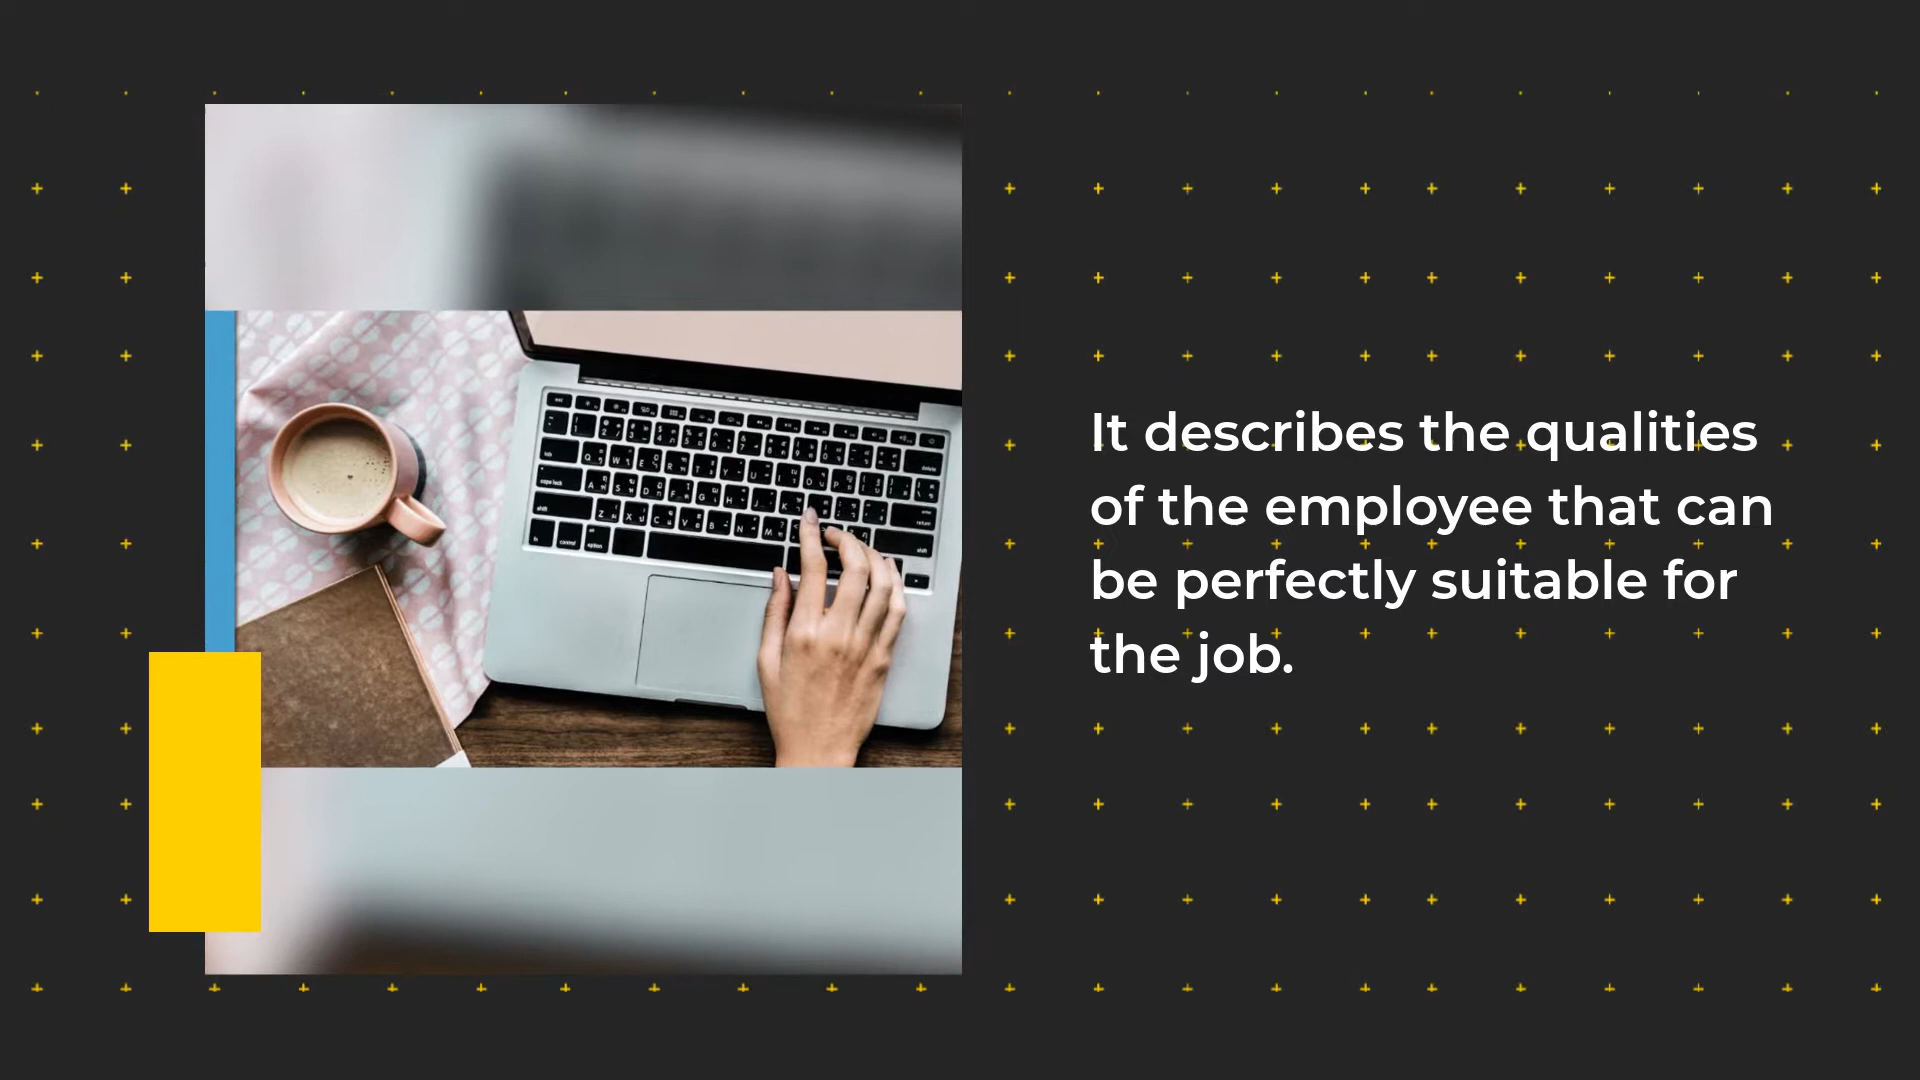 It describes the qualities
of the employee that can
be perfectly suitable for
the job.